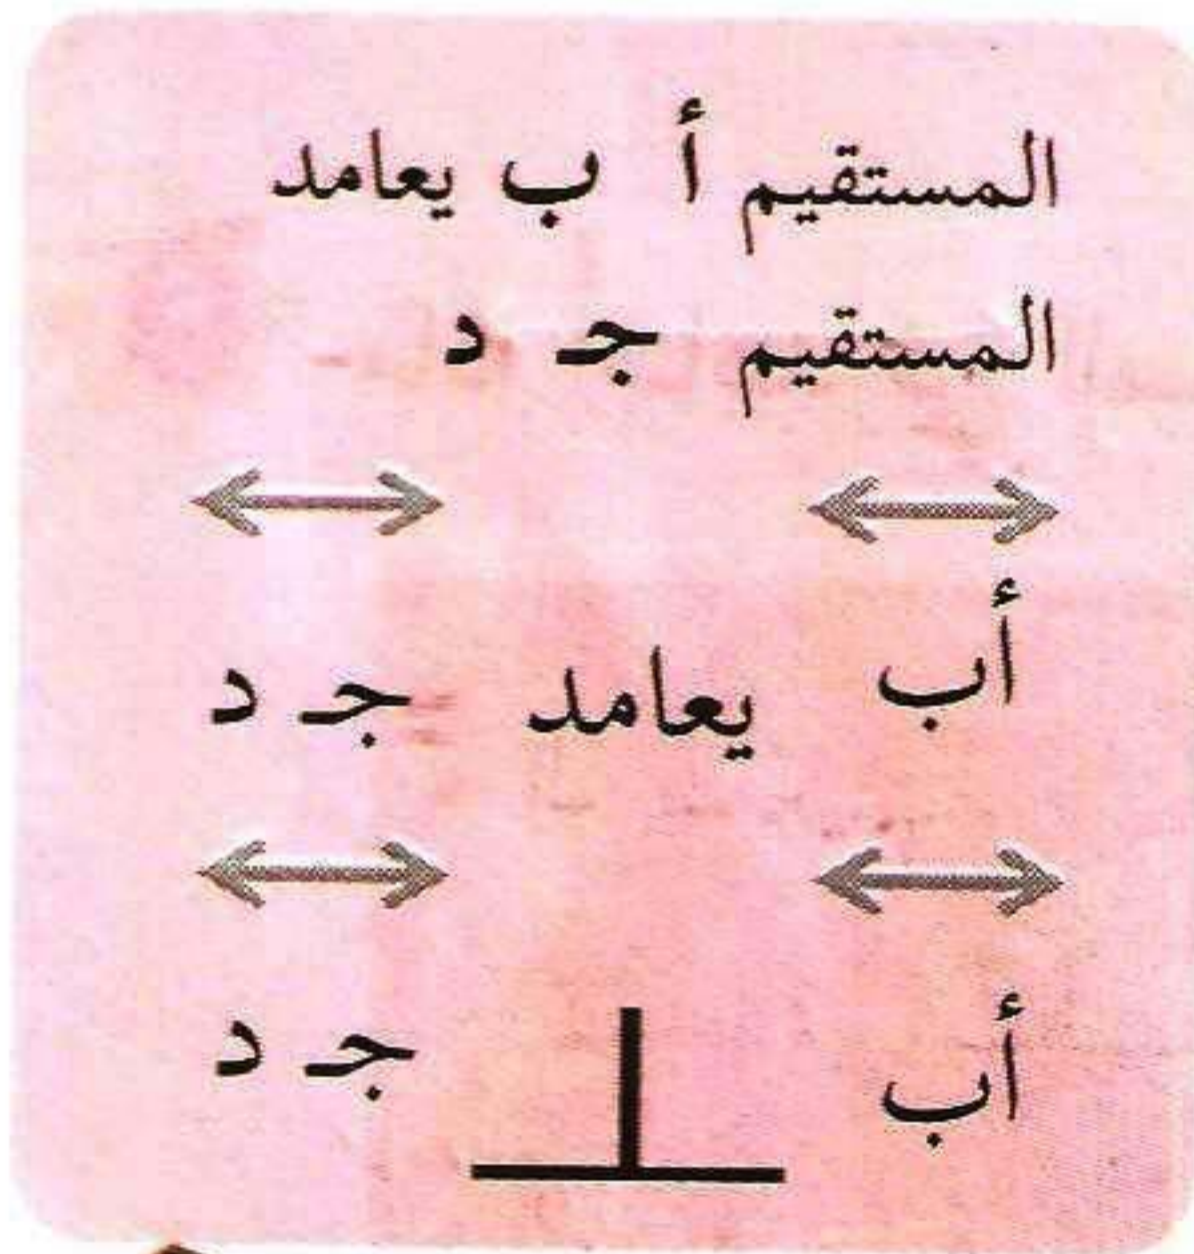 المستقيم أ ب يعامد
المستقيم جـ د
أب يعامد جـ د
أب ⊥ جـ د